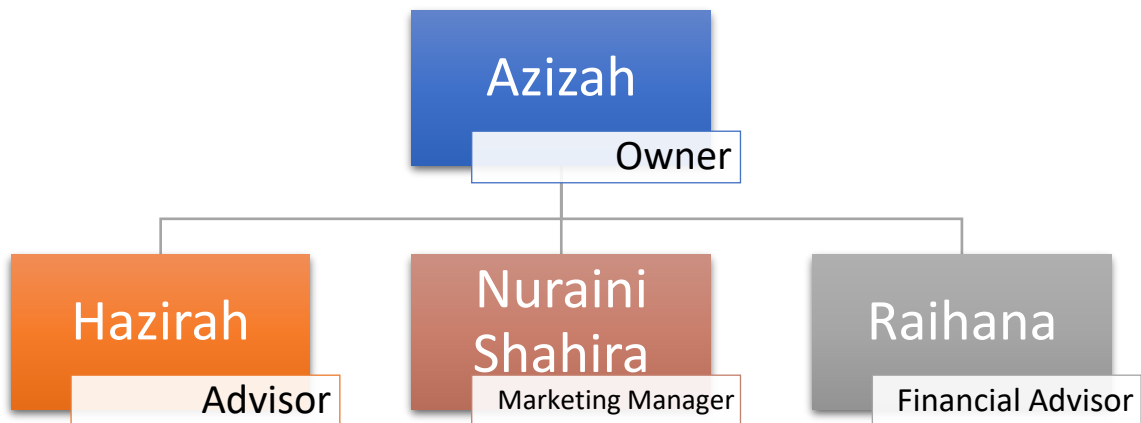 Azizah
Owner
Hazirah
Advisor
Nuraini
Shahira
Marketing Manager
Raihana
Financial Advisor